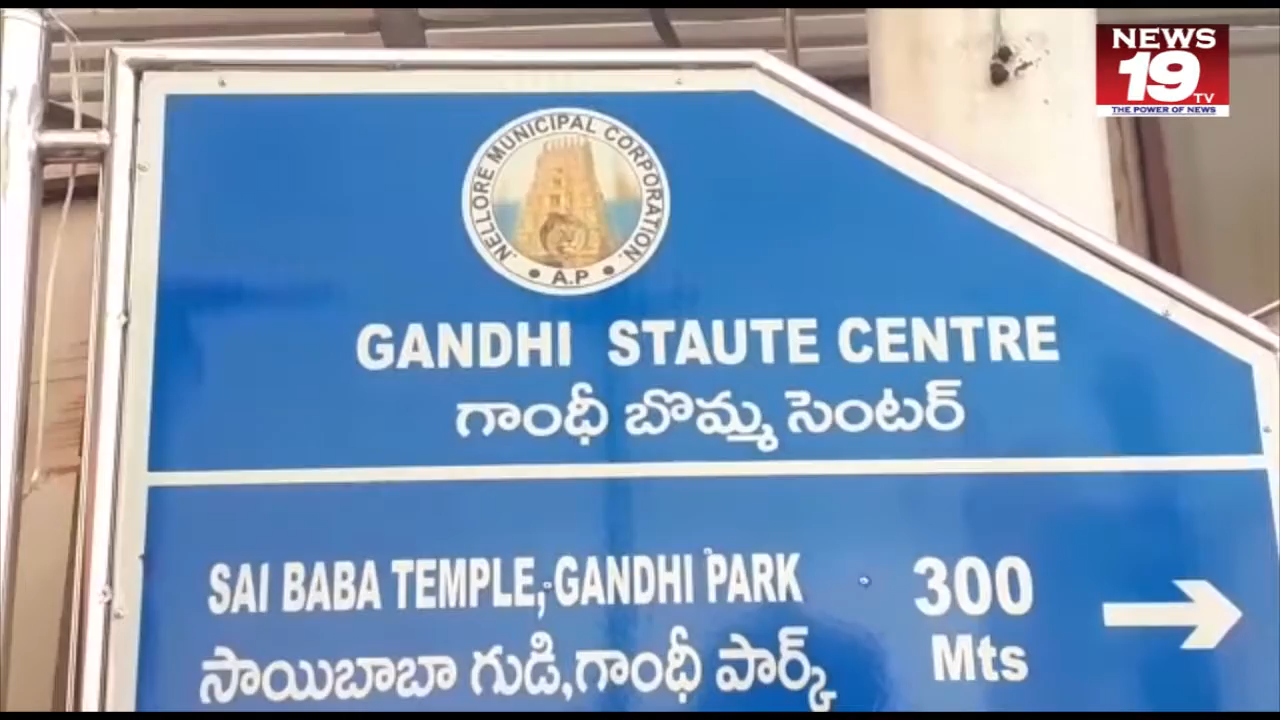 NEWS
19
TV
THE POWER OF NEWS
NELLORE MUNICIPAL CORPORATION.
• A.P •
GANDHI STAUTE CENTRE
గాంధీ బొమ్మ సెంటర్
SAI BABA TEMPLE, GANDHI PARK
300
Mts
సాయిబాబా గుడి,గాంధీ పార్క్